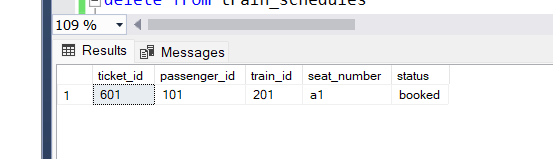 delete from train_schedules
109 %
Results Messages
ticket_id passenger_id train_id seat_number status
1 601 101 201 a1 booked